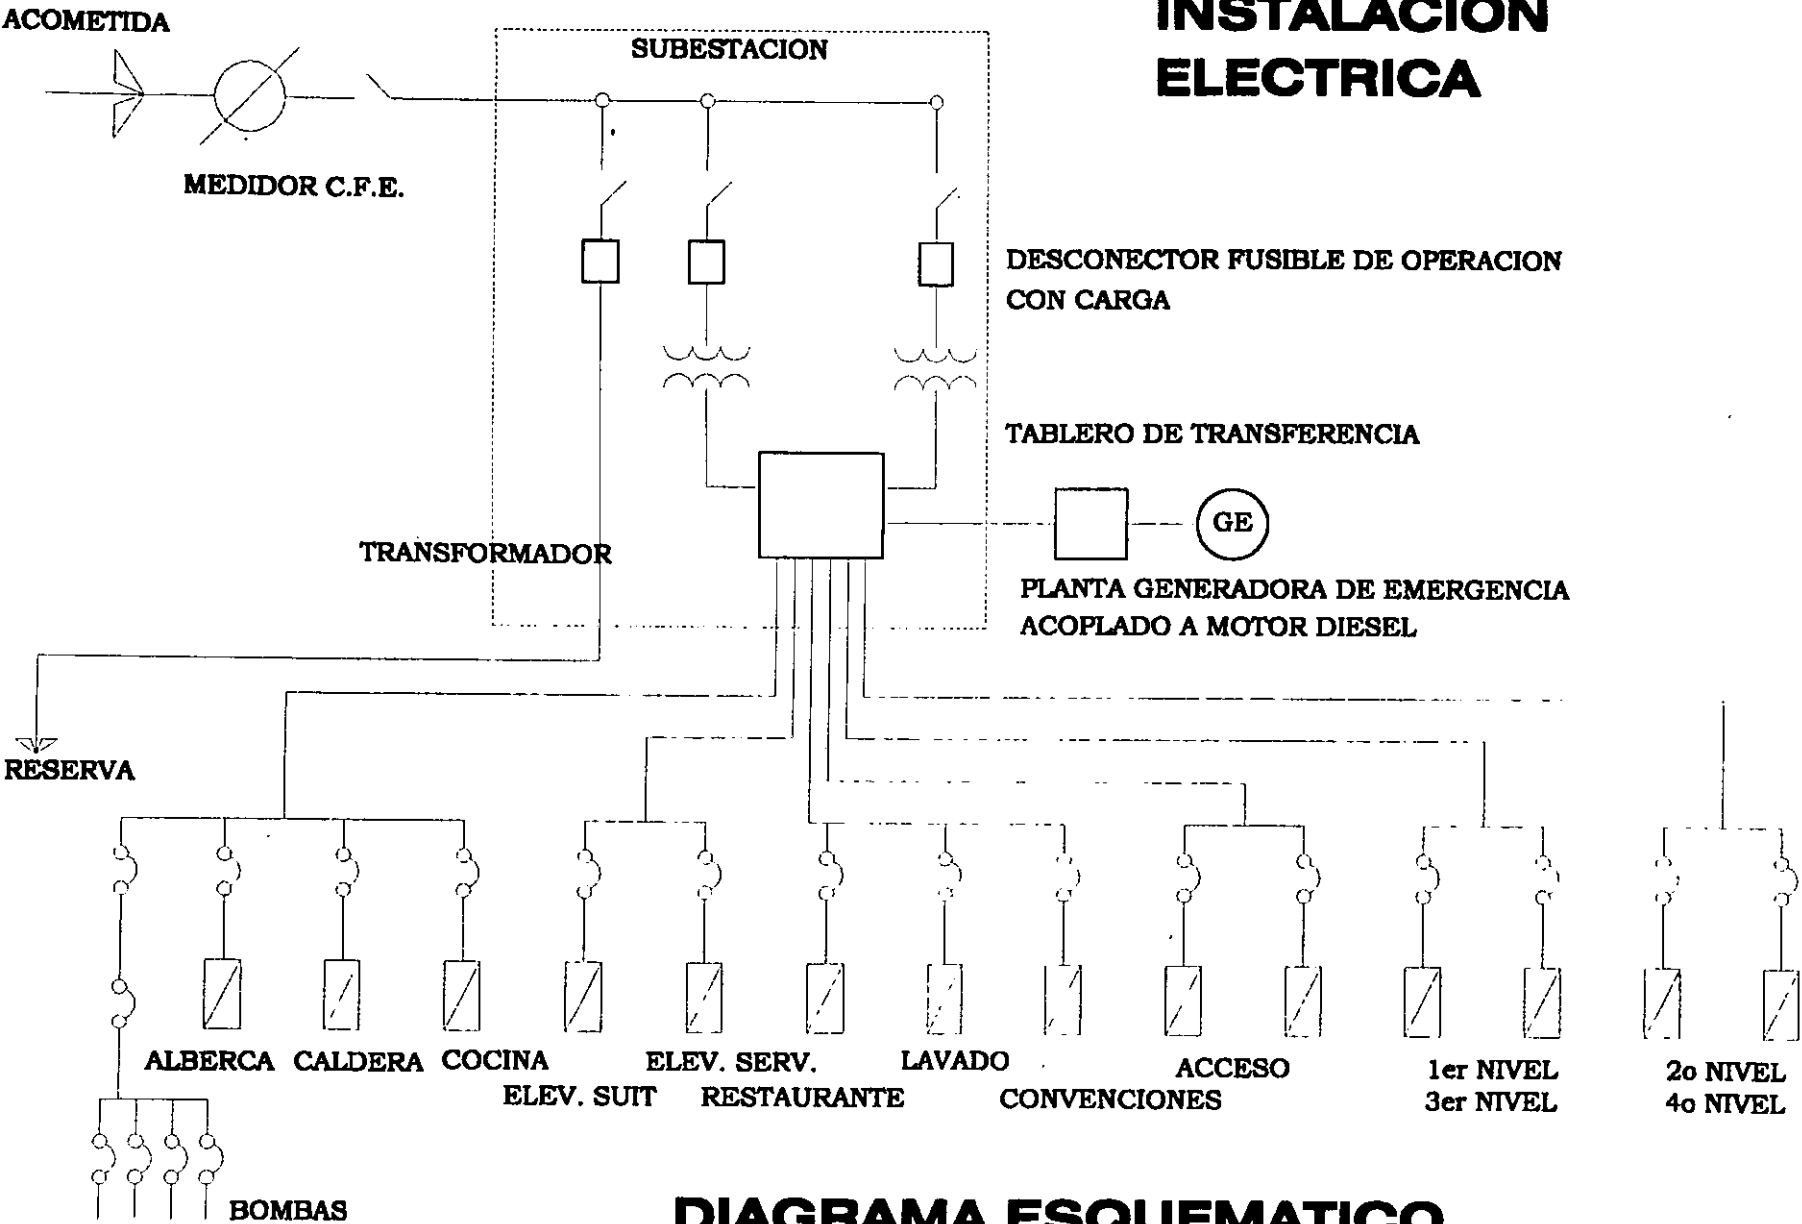 ACOMETIDA
INSTALACION
ELECTRICA
SUBESTACION
MEDIDOR C.F.E.
DESCONECTOR FUSIBLE DE OPERACION
CON CARGA
TABLERO DE TRANSFERENCIA
GE
TRANSFORMADOR
PLANTA GENERADORA DE EMERGENCIA
ACOPLADO A MOTOR DIESEL
RESERVA
ALBERCA CALDERA COCINA ELEV. SERV. LAVADO ACCESO 1er NIVEL 2o NIVEL
ELEV. SUIT RESTAURANTE CONVENCIONES 3er NIVEL 4o NIVEL
BOMBAS
DIAGRAMA ESQUEMATICO